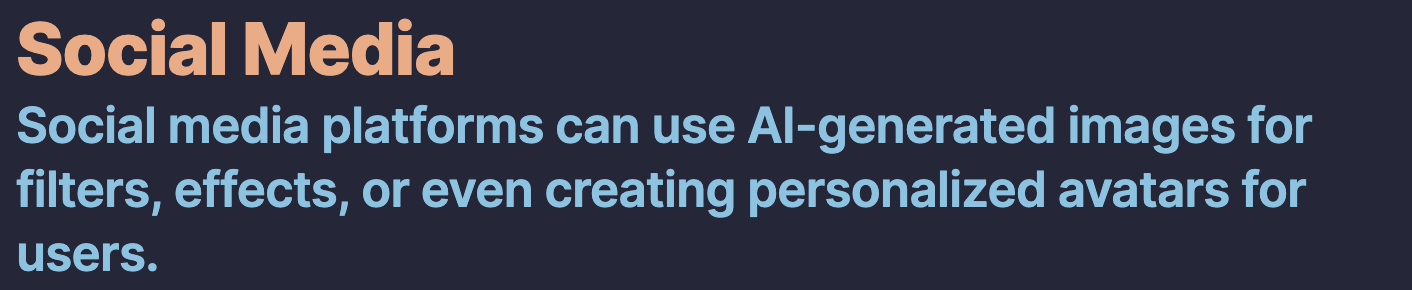 Social Media
Social media platforms can use AI-generated images for
filters, effects, or even creating personalized avatars for
users.